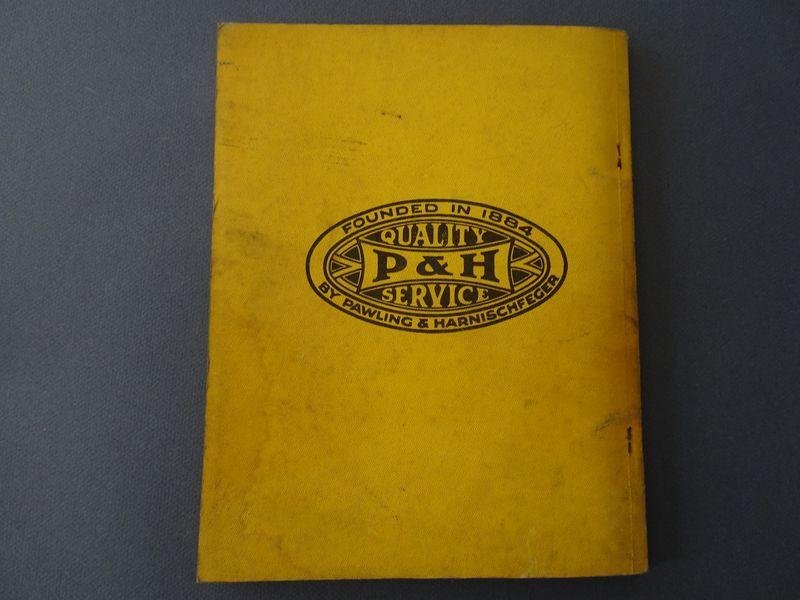 FOUNDED IN 1884
QUALITY
P & H
SERVICE
BY PAWLING & HARNISCHFEGER